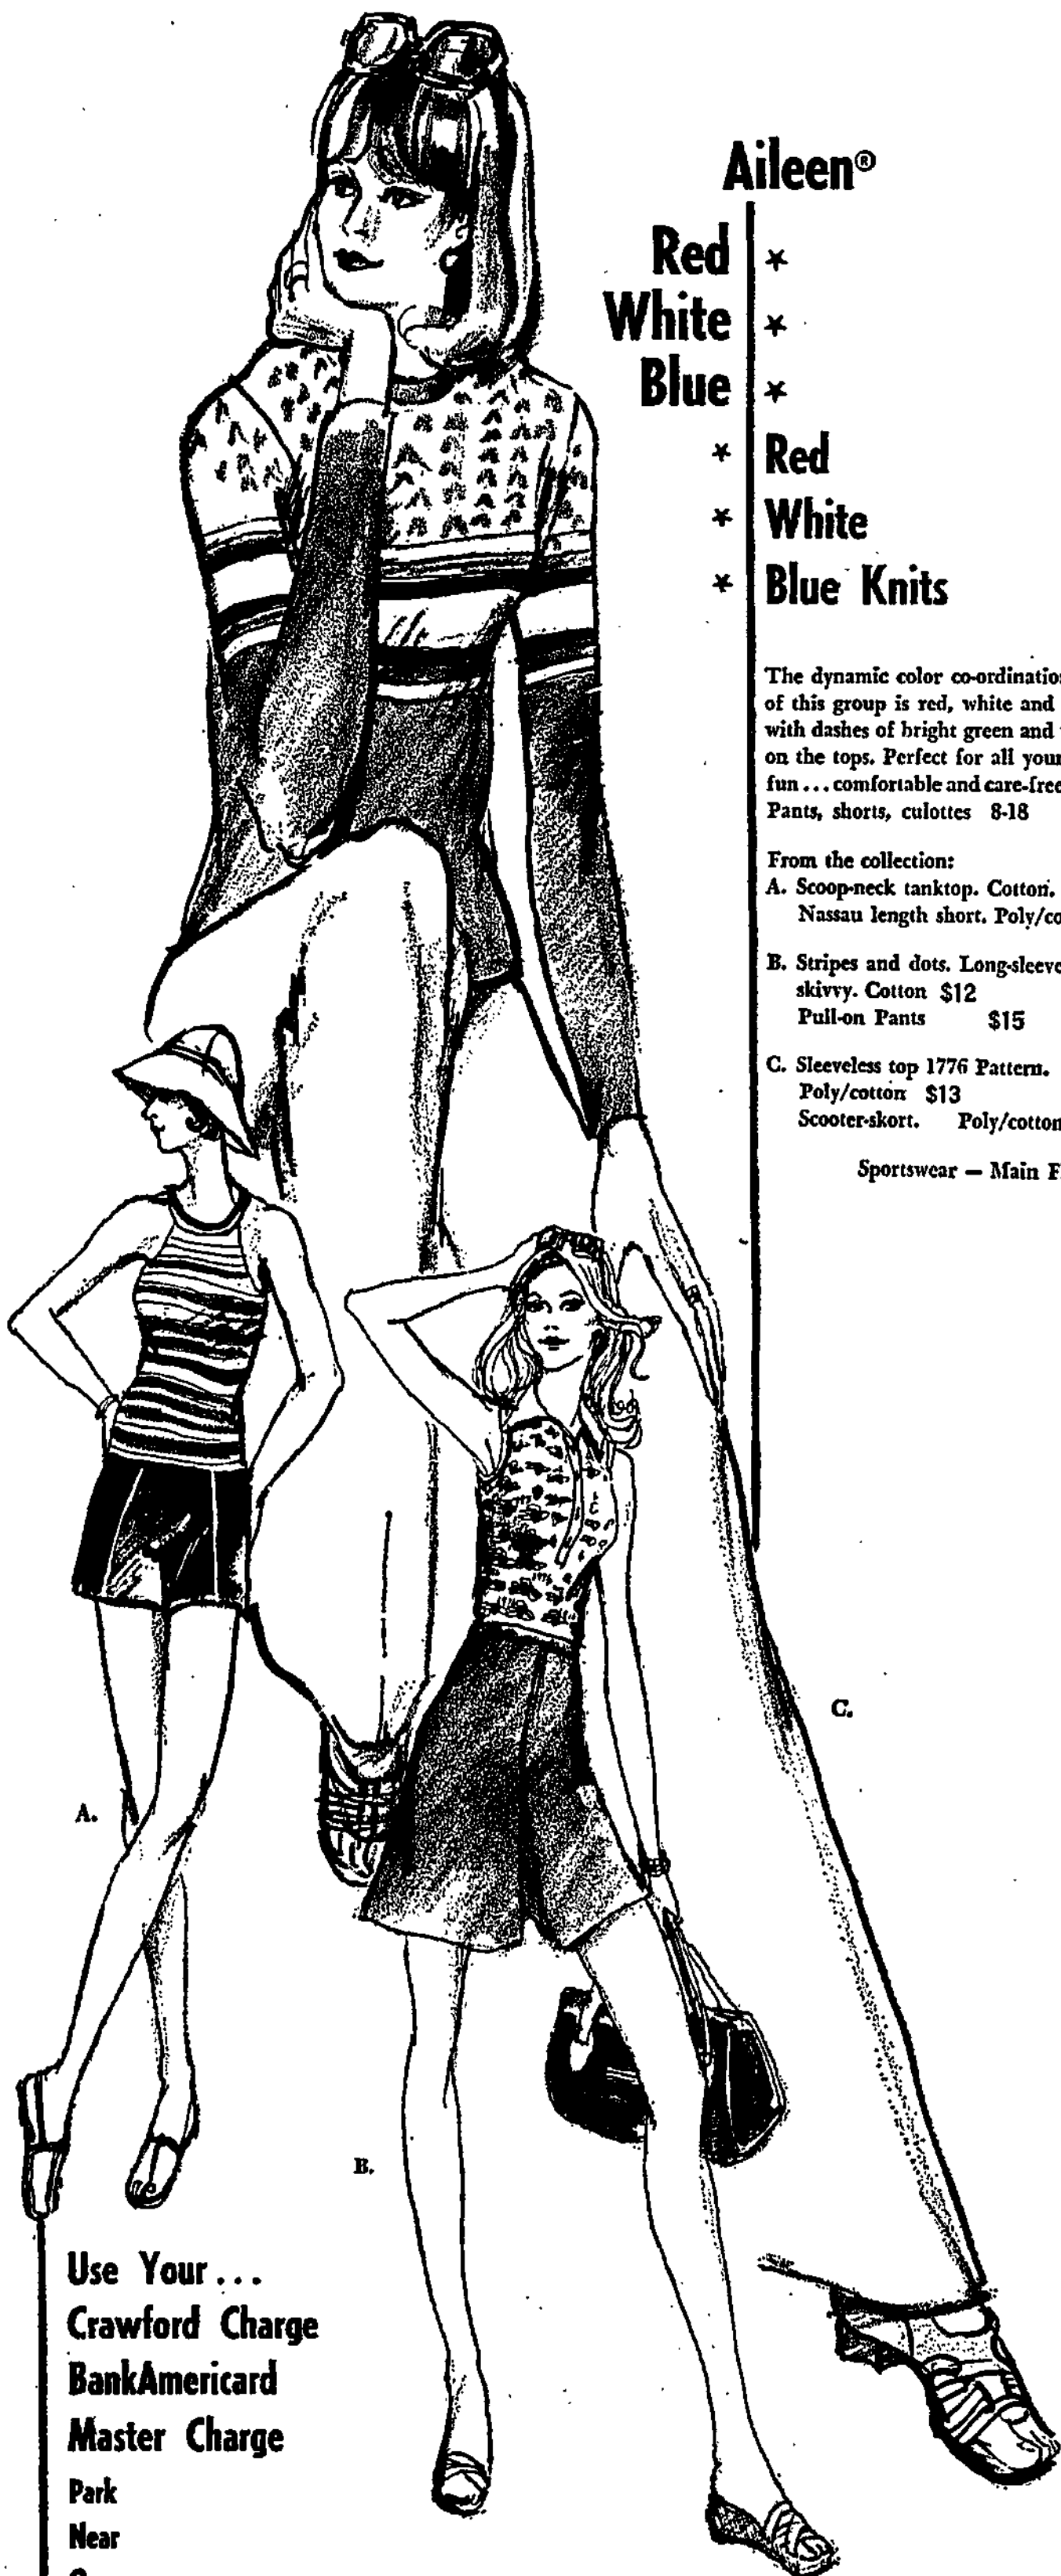 Aileen®
Red *
White *
Blue *
* Red
* White
* Blue Knits
The dynamic color co-ordination
of this group is red, white and
with dashes of bright green and
on the tops. Perfect for all your
fun... comfortable and care-free
Pants, shorts, culottes 8-18
From the collection:
A. Scoop-neck tanktop. Cotton.
Nassau length short.
B. Stripes and dots.
skivvy. Cotton $12
Pull-on Pants $15
C. Sleeveless top 1776 Pattern.
Poly/cotton $13
Scooter-skort. Poly/cotton
Sportswear — Main
C.
A.
B.
Use Your...
Crawford Charge
BankAmericard
Master Charge
Park
Near